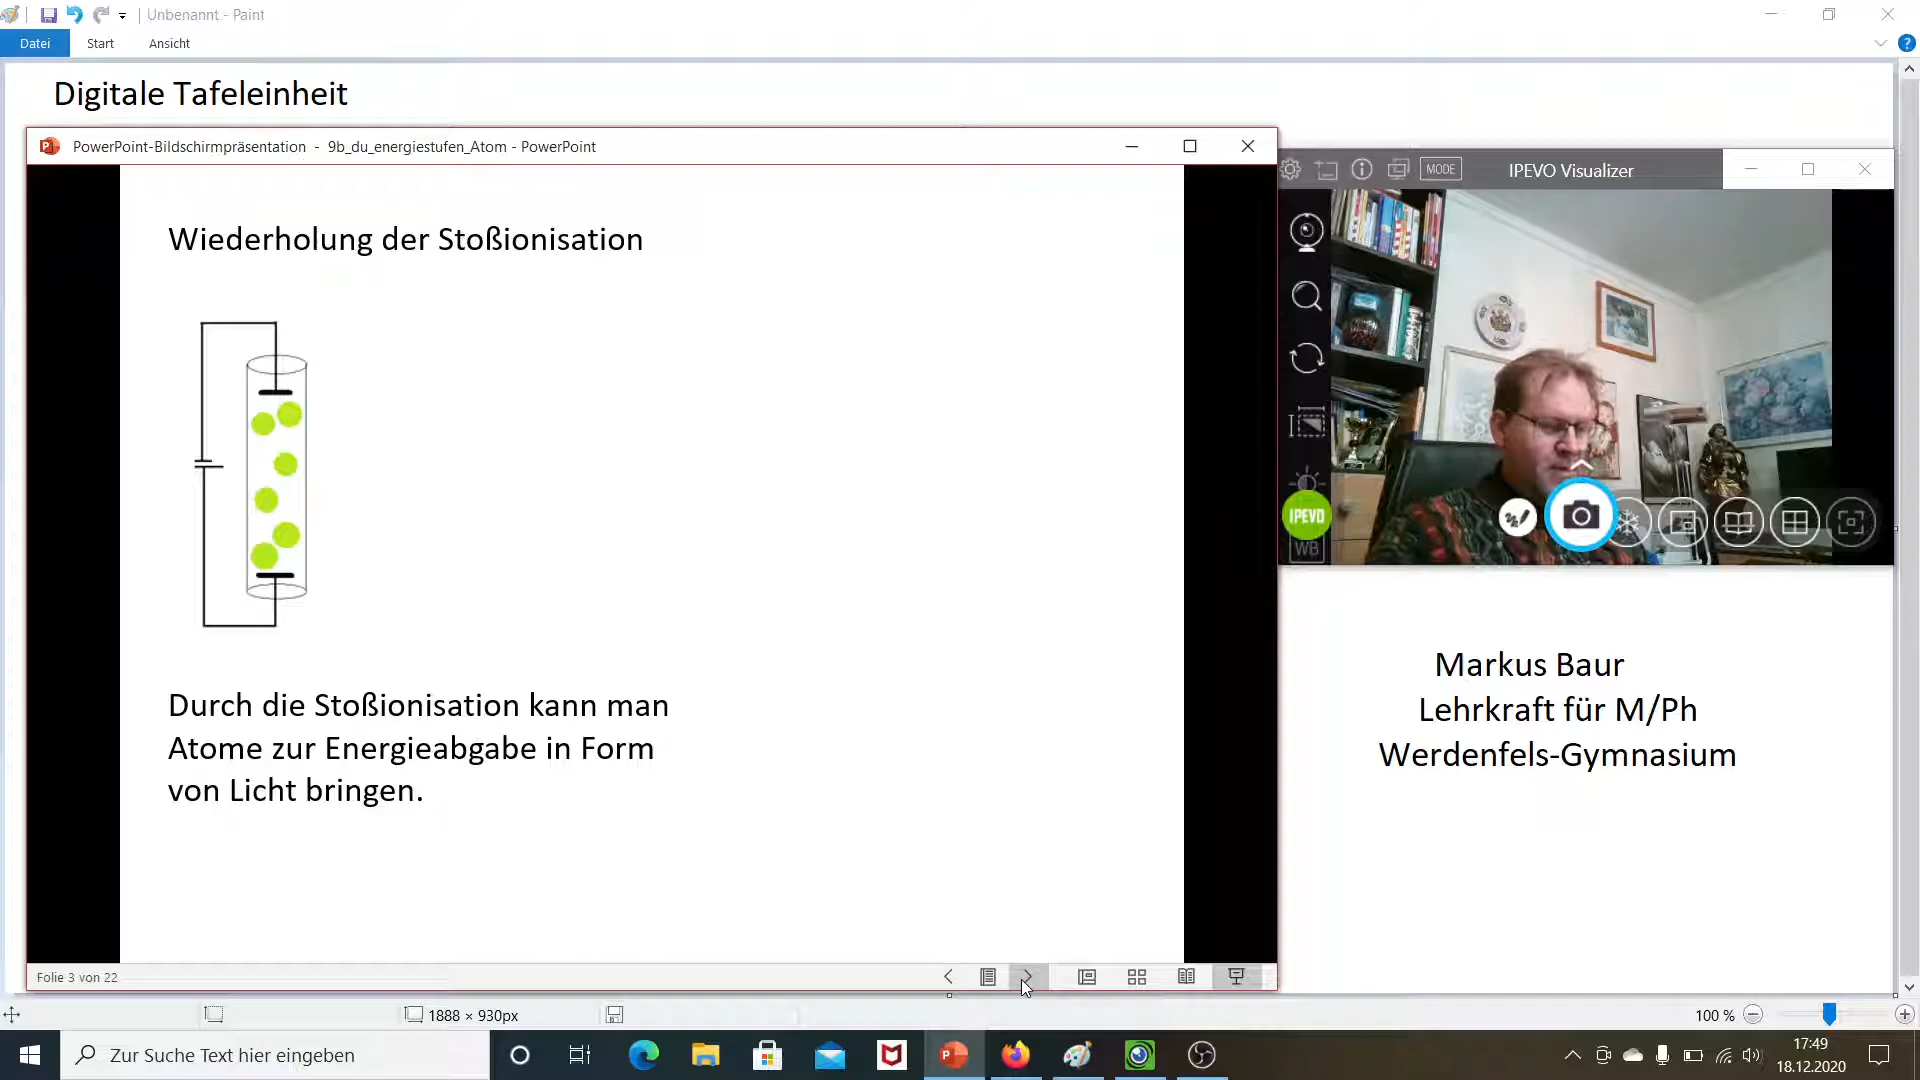 Unbenannt - Paint
Datei
Start
Ansicht
Digitale Tafeleinheit
PowerPoint-Bildschirmpräsentation - 9b_du_energiestufen_Atom - PowerPoint
MODE
IPEVO Visualizer
Wiederholung der Stoßionisation
IPEVO
WB
Durch die Stoßionisation kann man
Atome zur Energieabgabe in Form
von Licht bringen.
Markus Baur
Lehrkraft für M/Ph
Werdenfels-Gymnasium
Folie 3 von 22
1888 × 930px
100 %
Zur Suche Text hier eingeben
17:49
18.12.2020